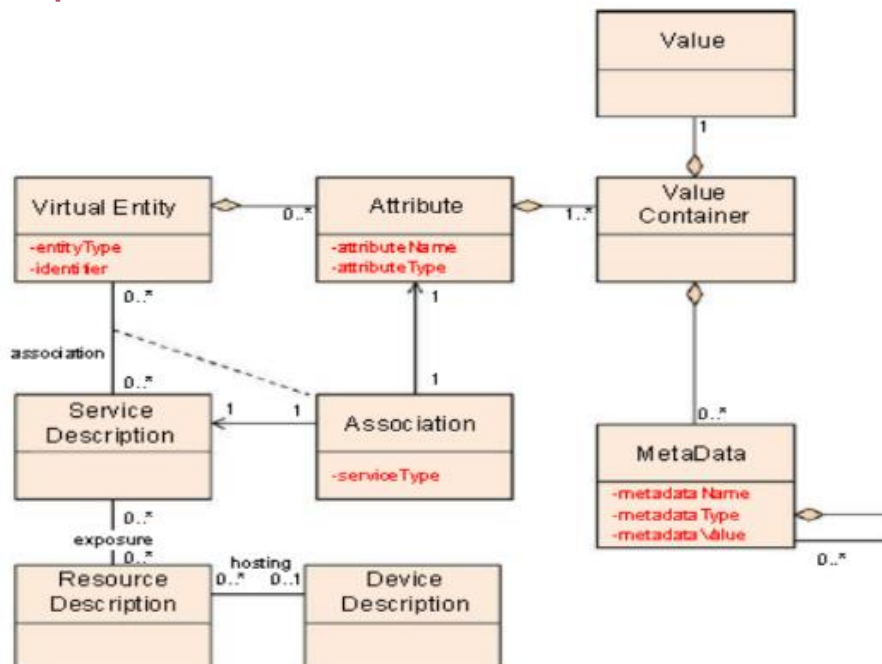 Value
1
Virtual Entity
-entityType
-identifier
0..*
Attribute
-attributeName
-attributeType
1..*
Value
Container
0..*
association
0..*
1
1
Service
Description
1
1
Association
-serviceType
0..*
MetaData
-metadataName
-metadataType
-metadataValue
0..*
0..*
exposure
0..*
hosting
0..*
0..1
Resource
Description
Device
Description